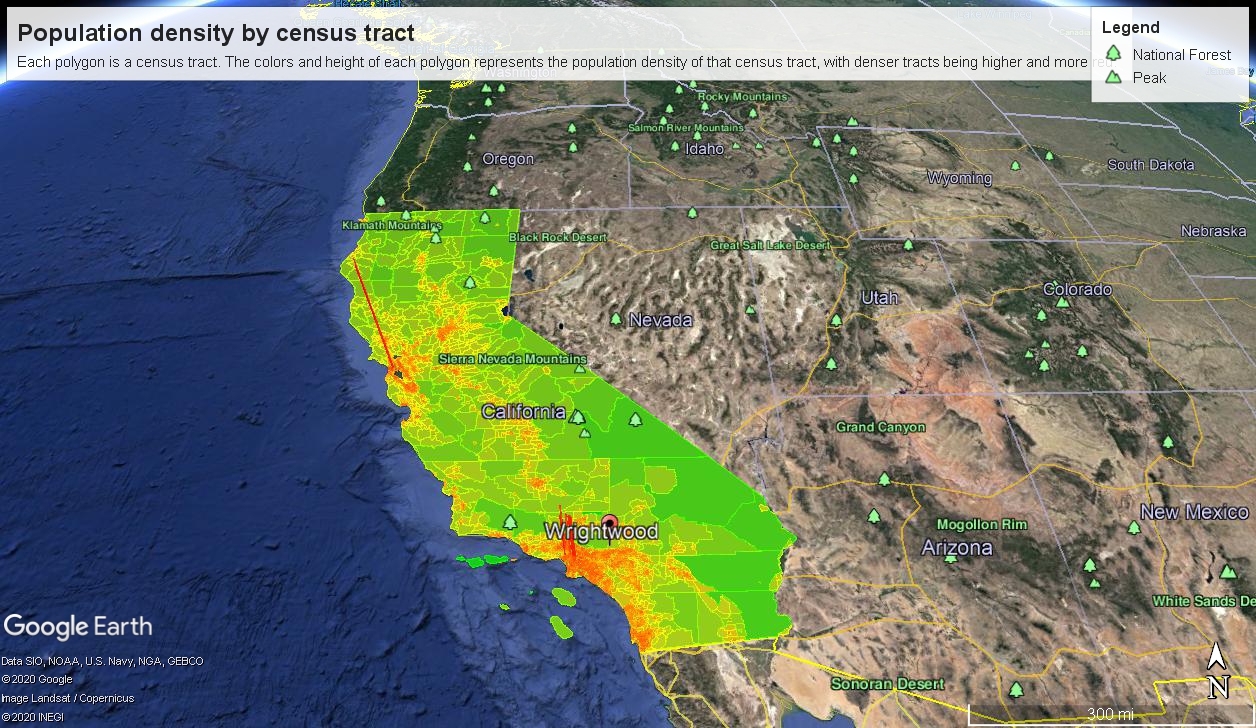 Population density by census tract
Each polygon is a census tract. The colors and height of each polygon represents the population density of that census tract, with denser tracts being higher and more red
Legend
National Forest
Peak
Washington
Rocky Mountains
Salmon River Mountains
Idaho
Oregon
South Dakota
Wyoming
Klamath Mountains
Black Rock Desert
Great Salt Lake Desert
Nebraska
Utah
Colorado
Nevada
Sierra Nevada Mountains
California
Grand Canyon
Wrightwood
Mogollon Rim
Arizona
New Mexico
White Sands De
Google Earth
Data SIO, NOAA, U.S. Navy, NGA, GEBCO
©2020 Google
Image Landsat / Copernicus
©2020 INEGI
Sonoran Desert
N
300 mi